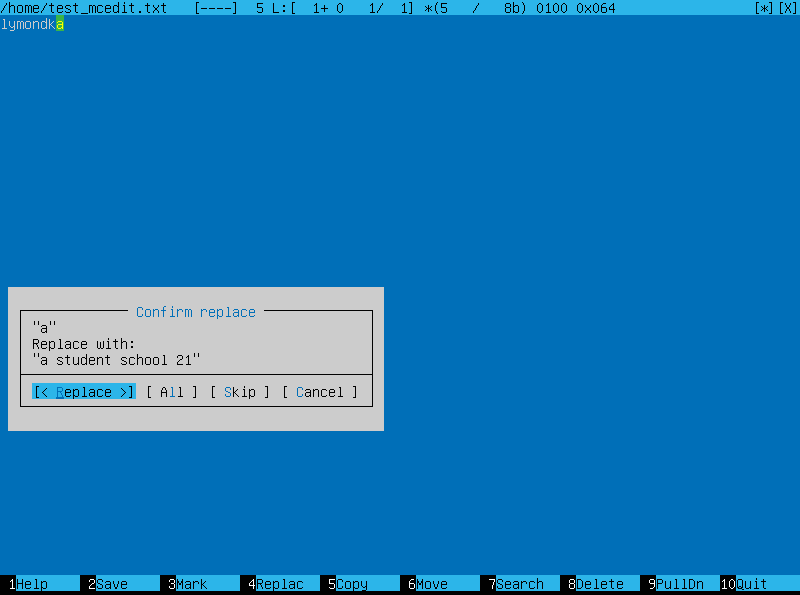 /home/test_mcedit.txt   [----]  5 L:[  1+ 0   1/  1] *(5   /   8b) 0100 0x064                 [*][X]
lymondka
Confirm replace
"a"
Replace with:
"a student school 21"
[< Replace >] [ All ] [ Skip ] [ Cancel ]
1Help 2Save 3Mark 4Replac 5Copy 6Move 7Search 8Delete 9PullDn 10Quit